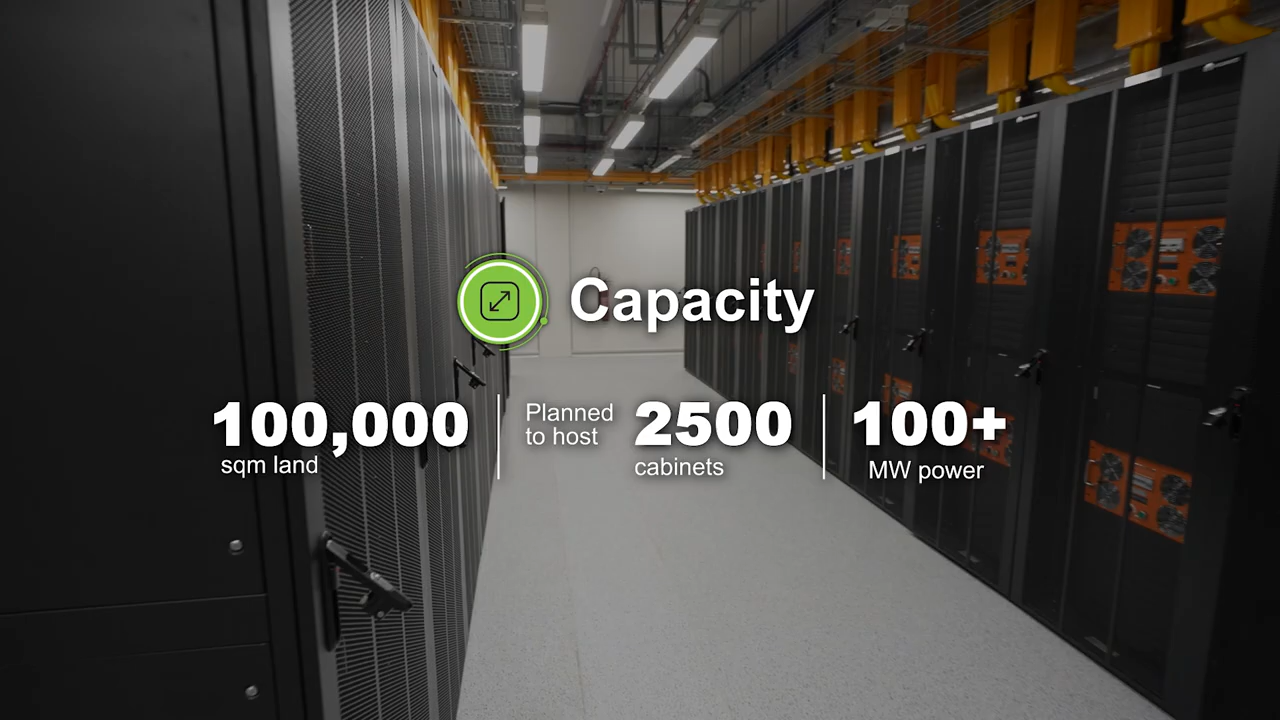 Capacity
100,000
sqm land
Planned
to host
2500
cabinets
100+
MW power